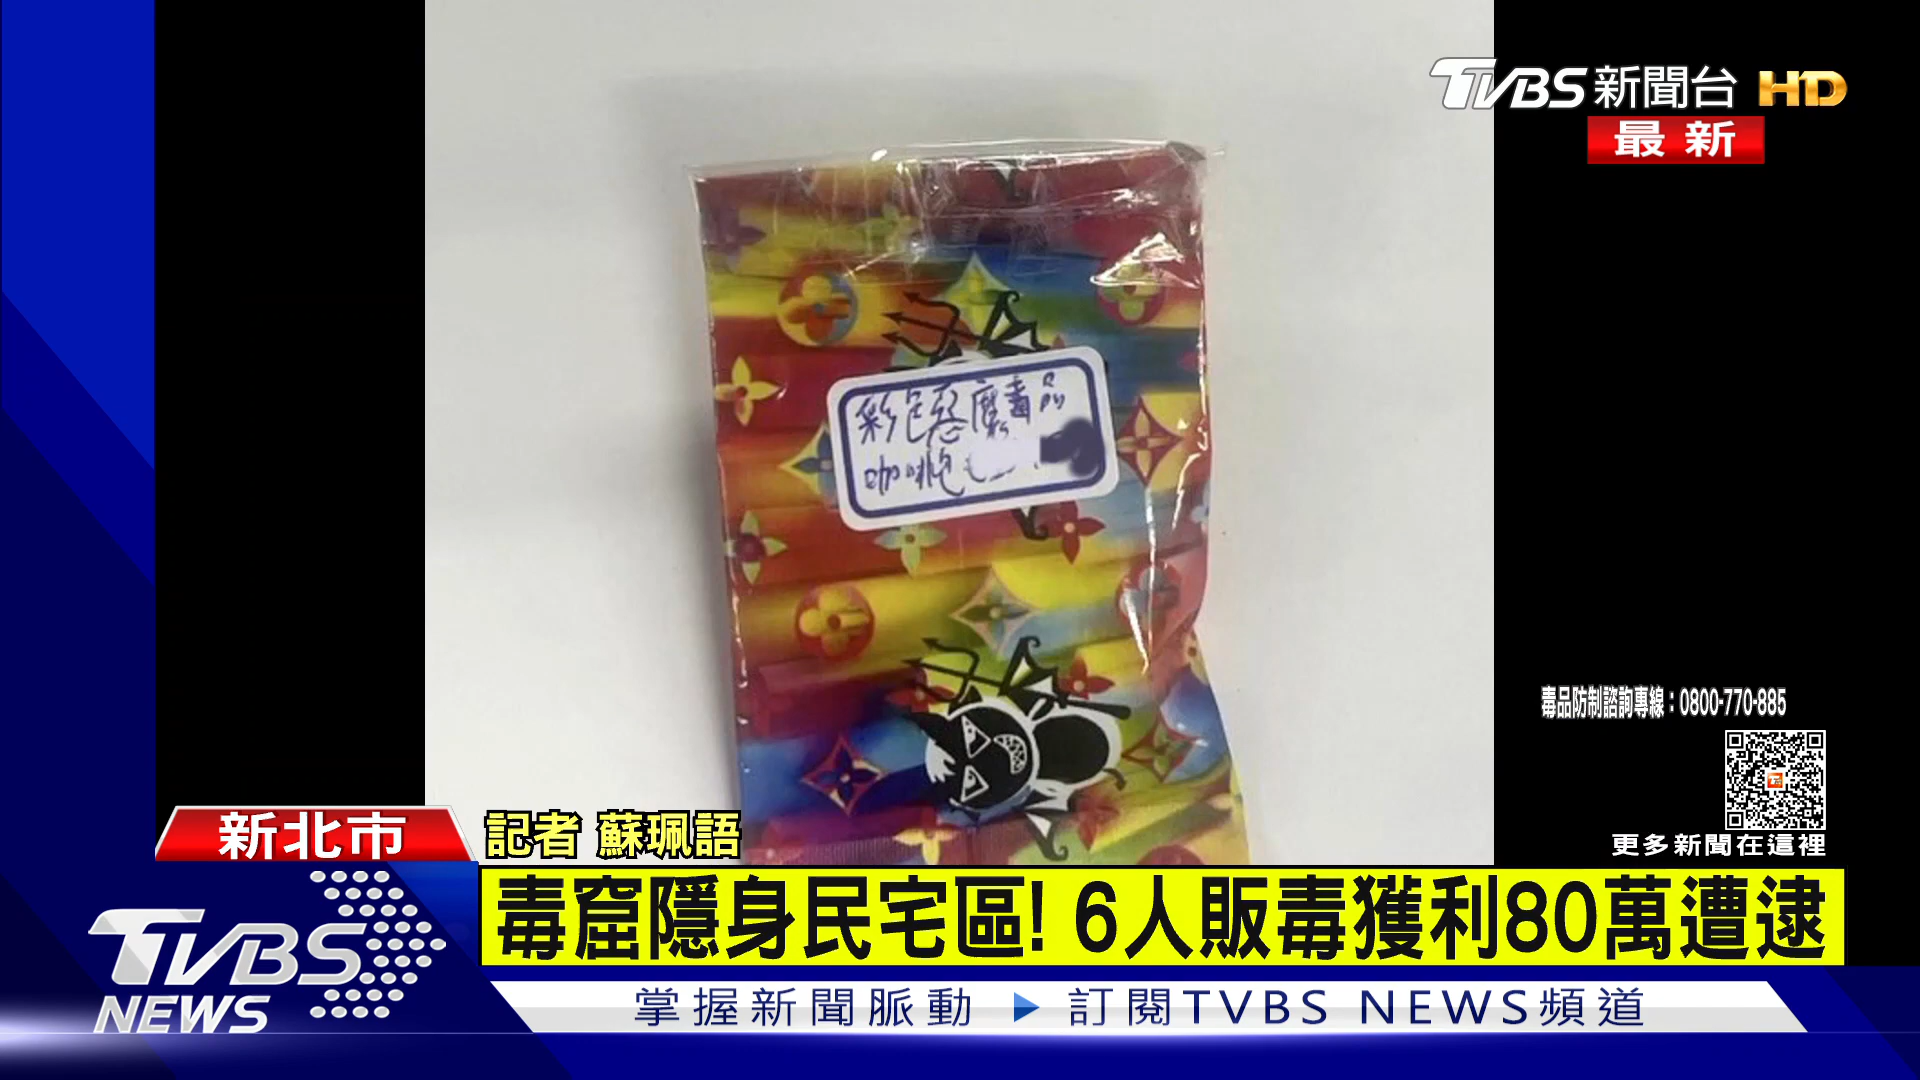 TVBS新聞台 HD
最新
彩色惡魔毒品
咖啡包
毒品防制諮詢專線：0800-770-885
更多新聞在這裡
新北市
記者 蘇珮語
毒窟隱身民宅區! 6人販毒獲利80萬遭逮
TVBS NEWS
掌握新聞脈動 ▶ 訂閱TVBS NEWS頻道